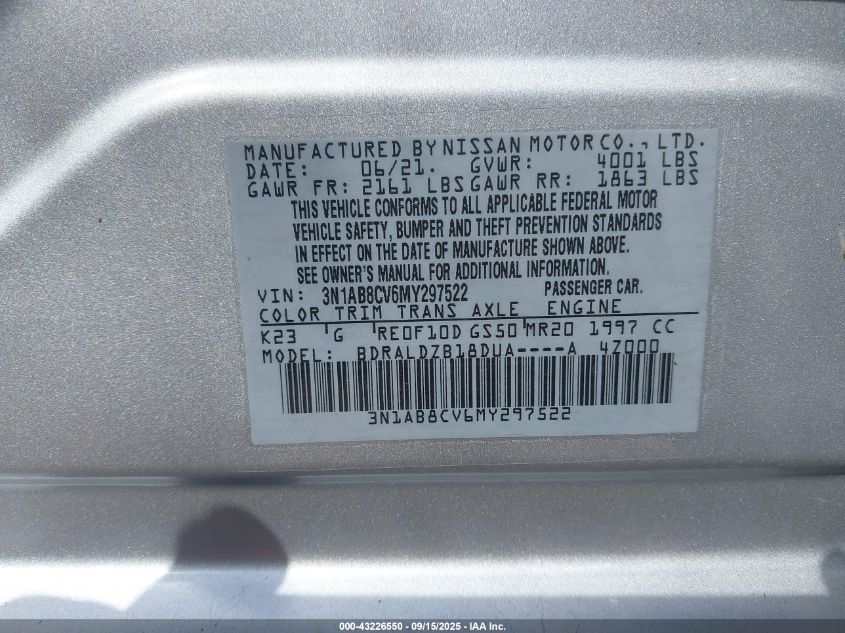 MANUFACTURED BY NISSAN MOTOR CO., LTD.
DATE: 06/21. GVWR: 4001 LBS
GAWR FR: 2161 LBS GAWR RR: 1863 LBS
THIS VEHICLE CONFORMS TO ALL APPLICABLE FEDERAL MOTOR
VEHICLE SAFETY, BUMPER AND THEFT PREVENTION STANDARDS
IN EFFECT ON THE DATE OF MANUFACTURE SHOWN ABOVE.
SEE OWNER'S MANUAL FOR ADDITIONAL INFORMATION.
VIN: 3N1AB8CV6MY297522 PASSENGER CAR.
COLOR TRIM TRANS AXLE ENGINE
K23 G RE0F10D GS50 MR20 1997 CC
MODEL: BDRALDZB18DUA----A 4Z000
3N1AB8CV6MY297522
000-43226550 - 09/15/2025 - IAA Inc.